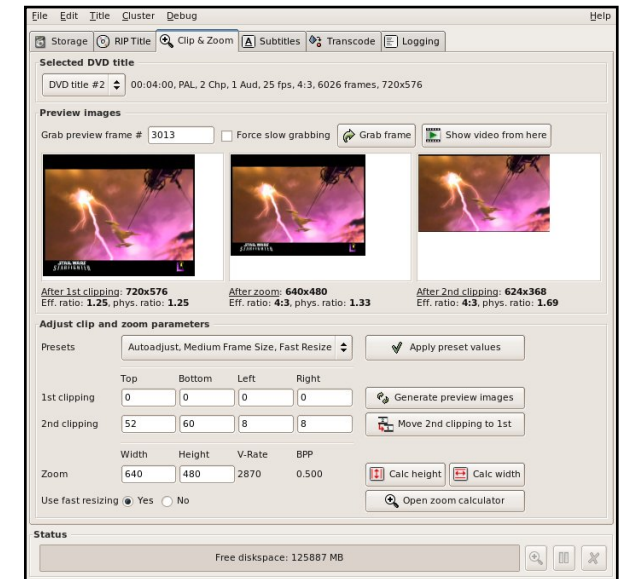 File Edit Title Cluster Debug Help
Storage RIP Title Clip & Zoom Subtitles Transcode Logging
Selected DVD title
DVD title #2 00:04:00, PAL, 2 Chp, 1 Aud, 25 fps, 4:3, 6026 frames, 720x576
Preview images
Grab preview frame # 3013 Force slow grabbing Grab frame Show video from here
STAR WARS
STARFIGHTER
STAR WARS
STARFIGHTER
After 1st clipping: 720x576 After zoom: 640x480 After 2nd clipping: 624x368
Eff. ratio: 1.25, phys. ratio: 1.25 Eff. ratio: 4:3, phys. ratio: 1.33 Eff. ratio: 4:3, phys. ratio: 1.69
Adjust clip and zoom parameters
Presets Autoadjust, Medium Frame Size, Fast Resize Apply preset values
Top Bottom Left Right
1st clipping 0 0 0 0 Generate preview images
2nd clipping 52 60 8 8 Move 2nd clipping to 1st
Width Height V-Rate BPP
Zoom 640 480 2870 0.500 Calc height Calc width
Use fast resizing Yes No Open zoom calculator
Status
Free diskspace: 125887 MB